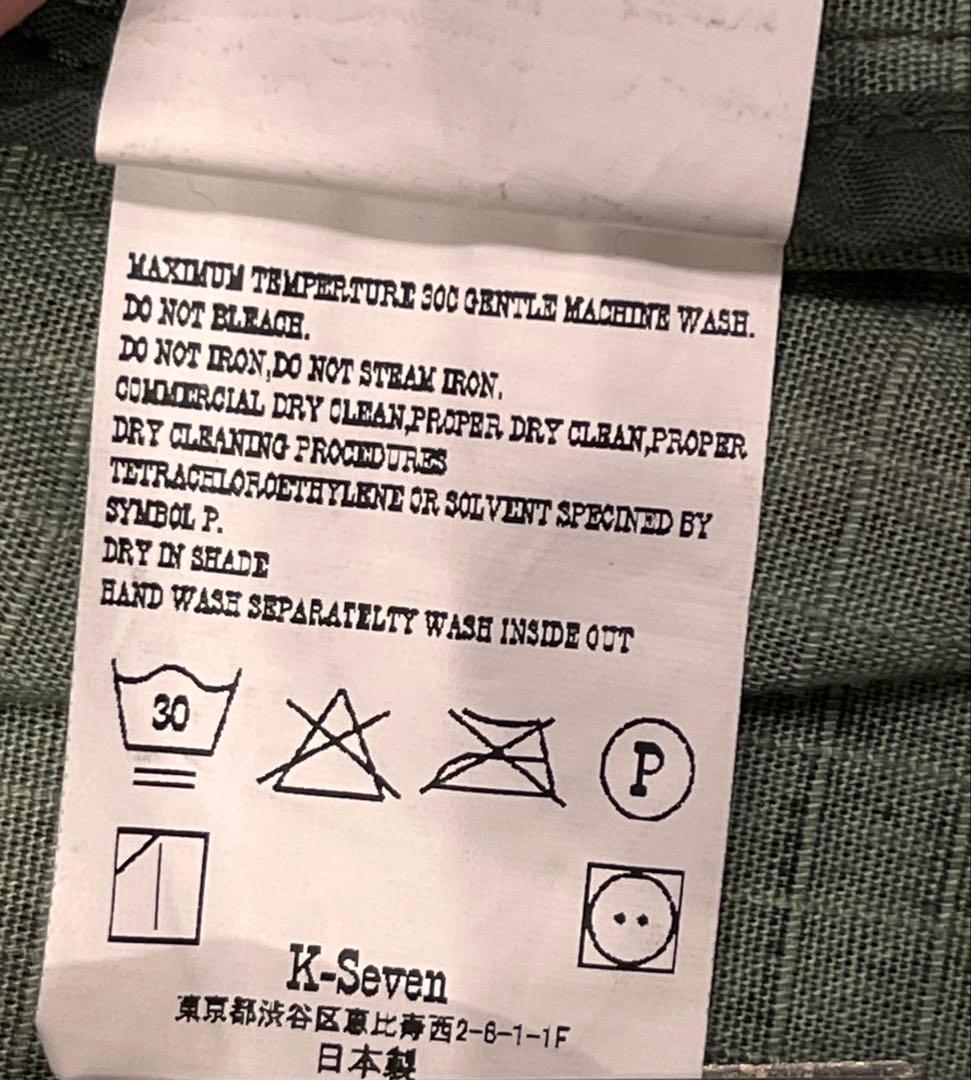 MAXIMUM TEMPERTURE 30C GENTLE MACHINE WASH.
DO NOT BLEACH.
DO NOT IRON,DO NOT STEAM IRON.
COMMERCIAL DRY CLEAN,PROPER DRY CLEAN,PROPER
DRY CLEANING PROCEDURES
TETRACHLOROETHYLENE OR SOLVENT SPECINED BY
SYMBOL P.
DRY IN SHADE
HAND WASH SEPARATELTY WASH INSIDE OUT
30
P
K-Seven
東京都渋谷区恵比寿西2-6-1-1F
日本製